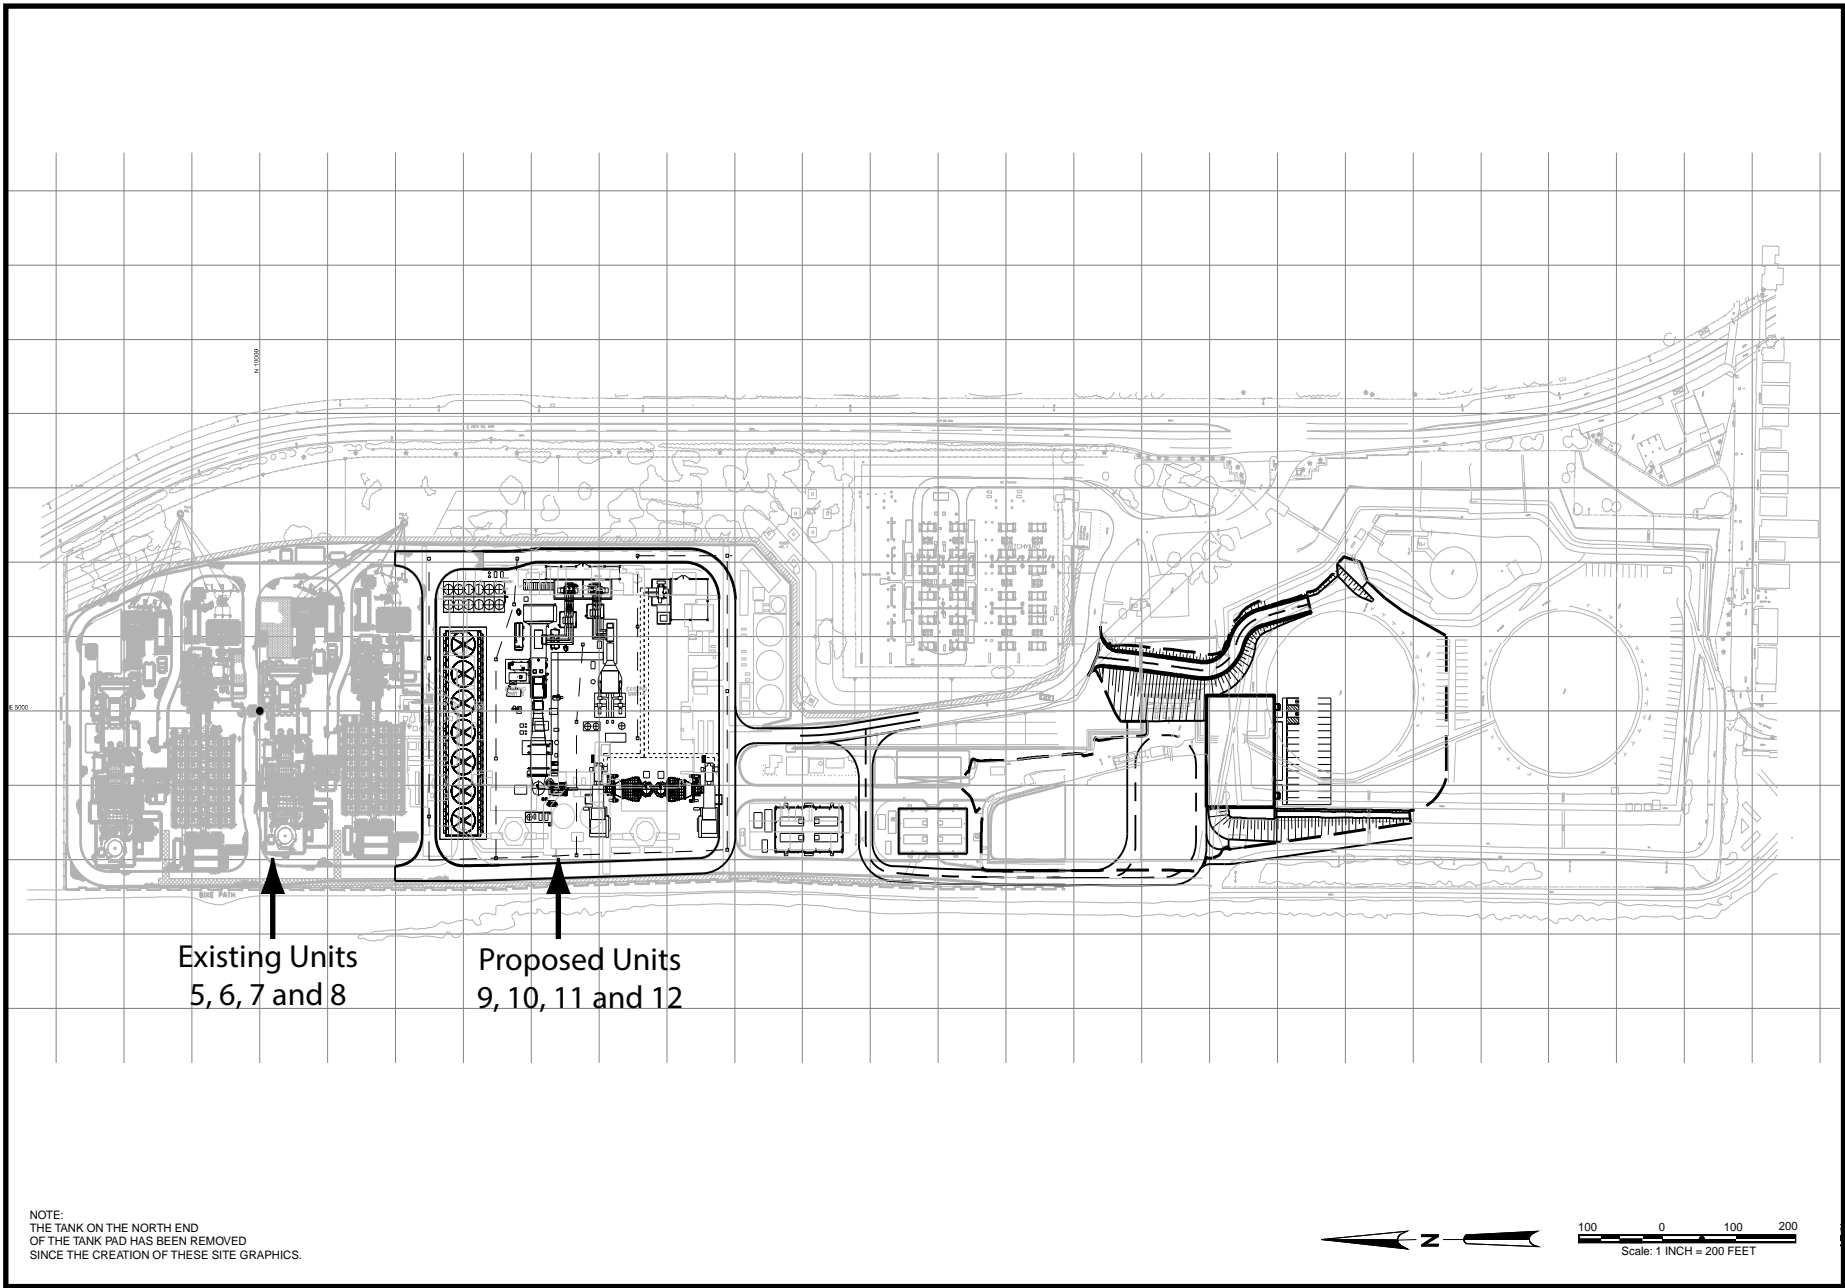 N 10000
E 5000
BIKE PATH
Existing Units
5, 6, 7 and 8
Proposed Units
9, 10, 11 and 12
NOTE:
THE TANK ON THE NORTH END
OF THE TANK PAD HAS BEEN REMOVED
SINCE THE CREATION OF THESE SITE GRAPHICS.
N
100 0 100 200
Scale: 1 INCH = 200 FEET